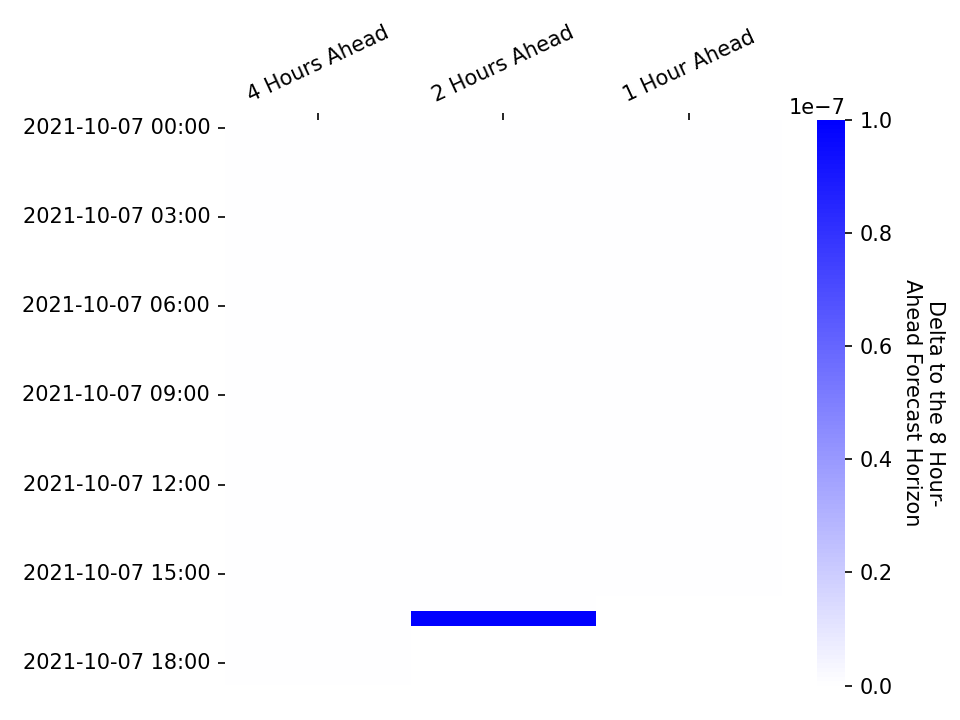 4 Hours Ahead
2 Hours Ahead
1 Hour Ahead
1e−7
2021-10-07 00:00
2021-10-07 03:00
2021-10-07 06:00
2021-10-07 09:00
2021-10-07 12:00
2021-10-07 15:00
2021-10-07 18:00
1.0
0.8
0.6
0.4
0.2
0.0
Delta to the 8 Hour-
Ahead Forecast Horizon